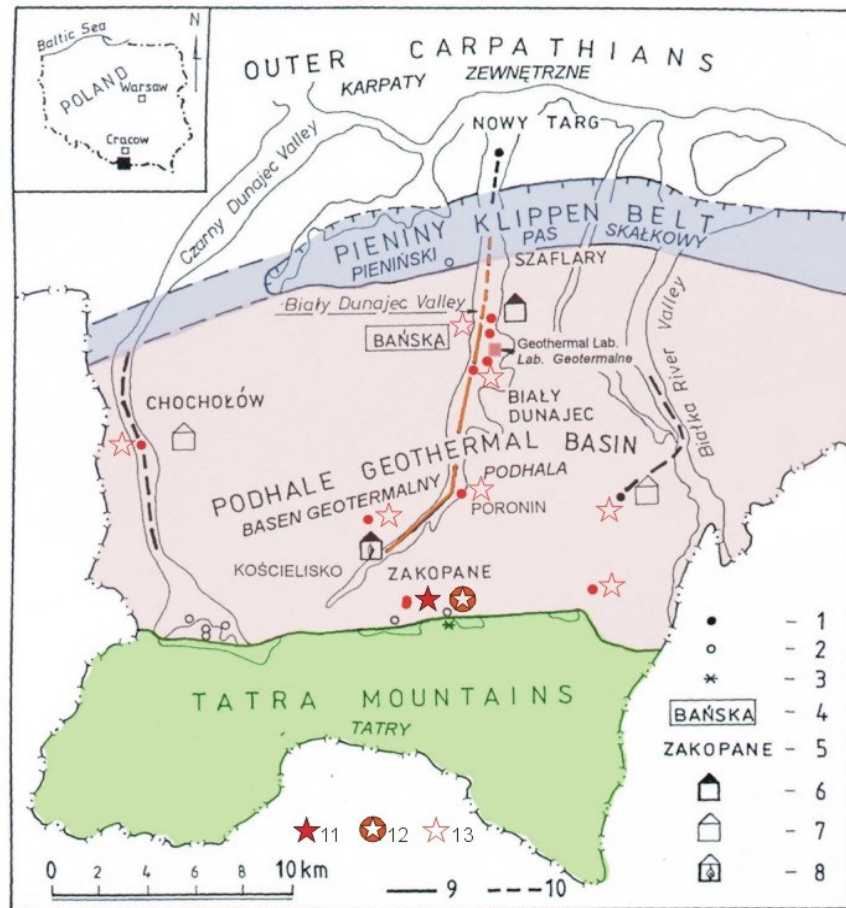 Baltic Sea
N
POLAND
Warsaw
Cracow
OUTER CARPATHIANS
KARPATY ZEWNĘTRZNE
NOWY TARG
Czarny Dunajec Valley
PIENINY KLIPPEN BELT
PIENIŃSKI PAS SKAŁKOWY
SZAFLARY
Biały Dunajec Valley
BAŃSKA
Geothermal Lab.
Lab. Geotermalne
Białka River Valley
CHOCHOŁÓW
BIAŁY
DUNAJEC
PODHALE GEOTHERMAL BASIN
BASEN GEOTERMALNY PODHALA
PORONIN
KOŚCIELISKO
ZAKOPANE
TATRA MOUNTAINS
TATRY
1
2
3
BAŃSKA - 4
ZAKOPANE - 5
6
7
8
11 12 13
0 2 4 6 8 10 km
9 10